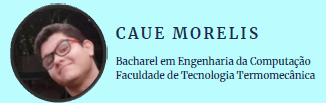 CAUE MORELIS
Bacharel em Engenharia da Computação
Faculdade de Tecnologia Termomecânica